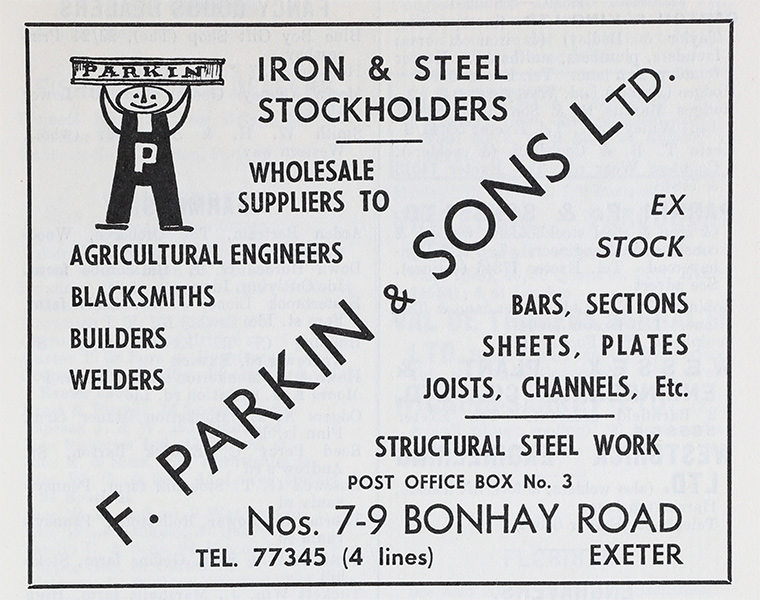 PARKIN
P
IRON & STEEL
STOCKHOLDERS
WHOLESALE
SUPPLIERS TO
AGRICULTURAL ENGINEERS
BLACKSMITHS
BUILDERS
WELDERS
F. PARKIN & SONS LTD.
EX
STOCK
BARS, SECTIONS
SHEETS, PLATES
JOISTS, CHANNELS, Etc.
STRUCTURAL STEEL WORK
POST OFFICE BOX No. 3
Nos. 7-9 BONHAY ROAD
TEL. 77345 (4 lines) EXETER